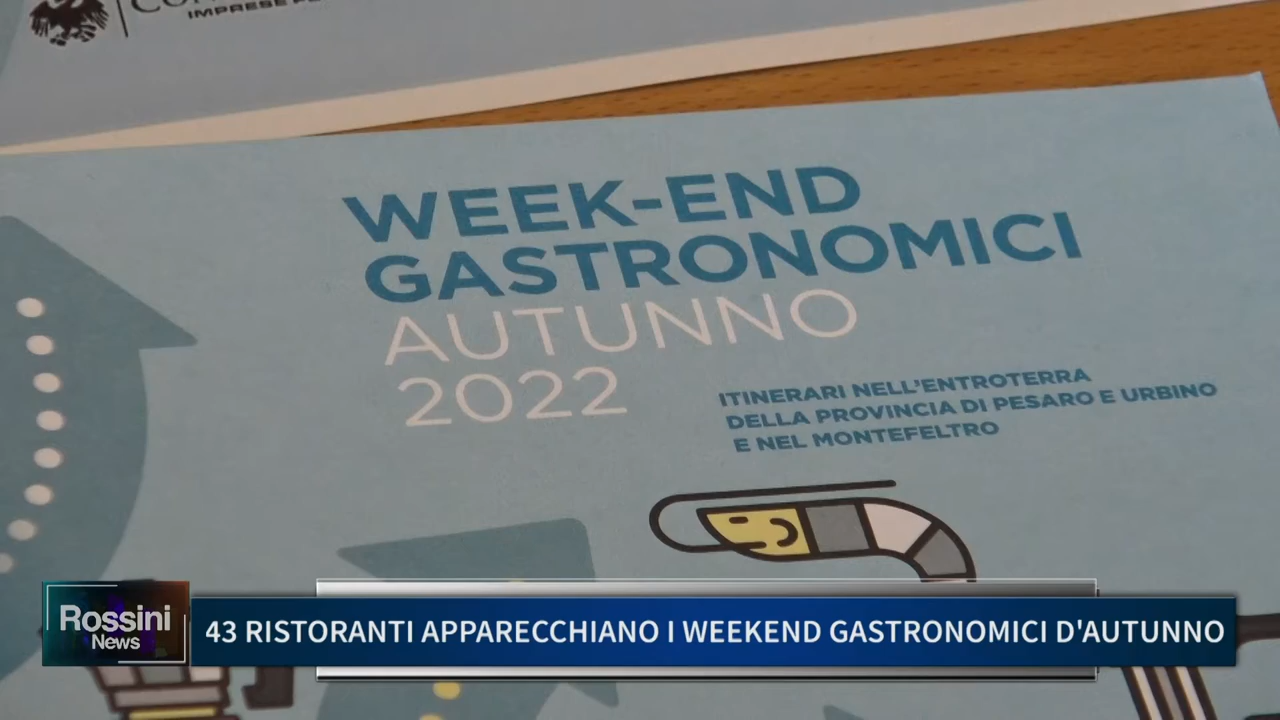 IMPRESE
WEEK-END
GASTRONOMICI
AUTUNNO
2022
ITINERARI NELL'ENTROTERRA
DELLA PROVINCIA DI PESARO E URBINO
E NEL MONTEFELTRO
Rossini
News
43 RISTORANTI APPARECCHIANO I WEEKEND GASTRONOMICI D'AUTUNNO